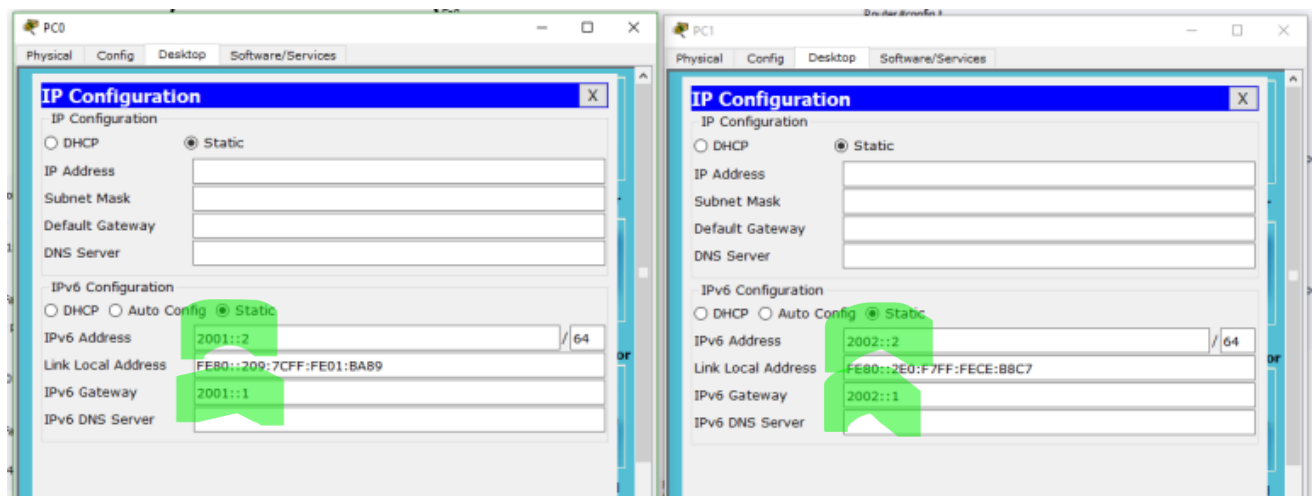 Router#config t
PC0
Physical Config Desktop Software/Services
IP Configuration X
IP Configuration
DHCP Static
IP Address
Subnet Mask
Default Gateway
DNS Server
IPv6 Configuration
DHCP Auto Config Static
IPv6 Address 2001::2 / 64
Link Local Address FE80::209:7CFF:FE01:BA89
IPv6 Gateway 2001::1
IPv6 DNS Server
or
PC1
Physical Config Desktop Software/Services
IP Configuration X
IP Configuration
DHCP Static
IP Address
Subnet Mask
Default Gateway
DNS Server
IPv6 Configuration
DHCP Auto Config Static
IPv6 Address 2002::2 / 64
Link Local Address FE80::2E0:F7FF:FECE:B8C7
IPv6 Gateway 2002::1
IPv6 DNS Server
or